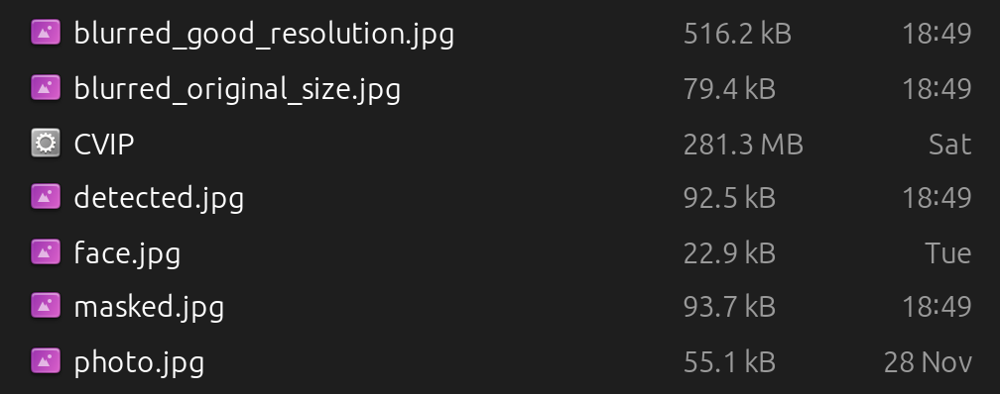 blurred_good_resolution.jpg 516.2 kB 18:49
blurred_original_size.jpg 79.4 kB 18:49
CVIP 281.3 MB Sat
detected.jpg 92.5 kB 18:49
face.jpg 22.9 kB Tue
masked.jpg 93.7 kB 18:49
photo.jpg 55.1 kB 28 Nov